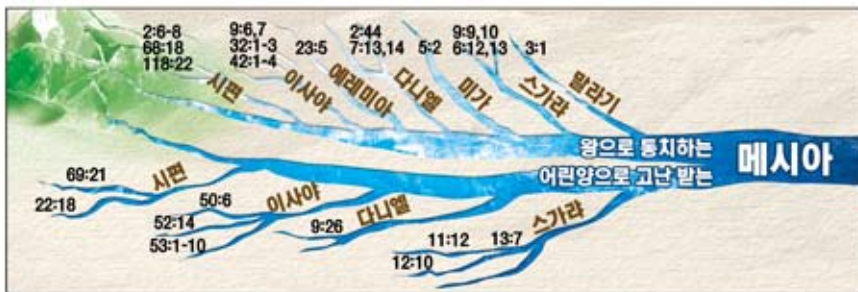 2:6-8
68:18
118:22
시편
9:6,7
32:1-3
42:1-4
이사야
23:5
예레미야
2:44
7:13,14
다니엘
5:2
미가
9:9,10
6:12,13
스가랴
3:1
말라기
왕으로 통치하는
어린양으로 고난 받는
메시아
69:21
22:18
시편
50:6
52:14
53:1-10
이사야
9:26
다니엘
11:12
12:10
13:7
스가랴